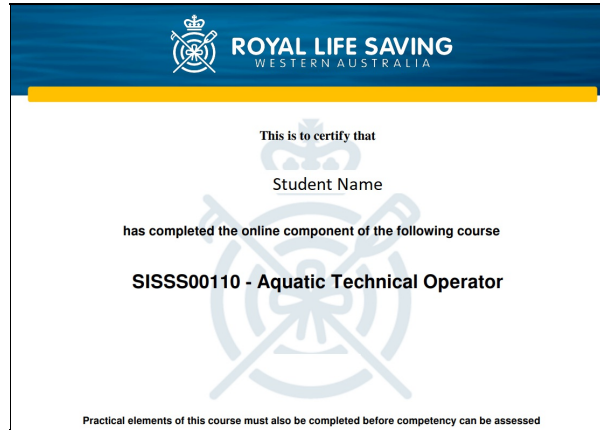 ROYAL LIFE SAVING
WESTERN AUSTRALIA
This is to certify that
Student Name
has completed the online component of the following course
SISSS00110 - Aquatic Technical Operator
Practical elements of this course must also be completed before competency can be assessed